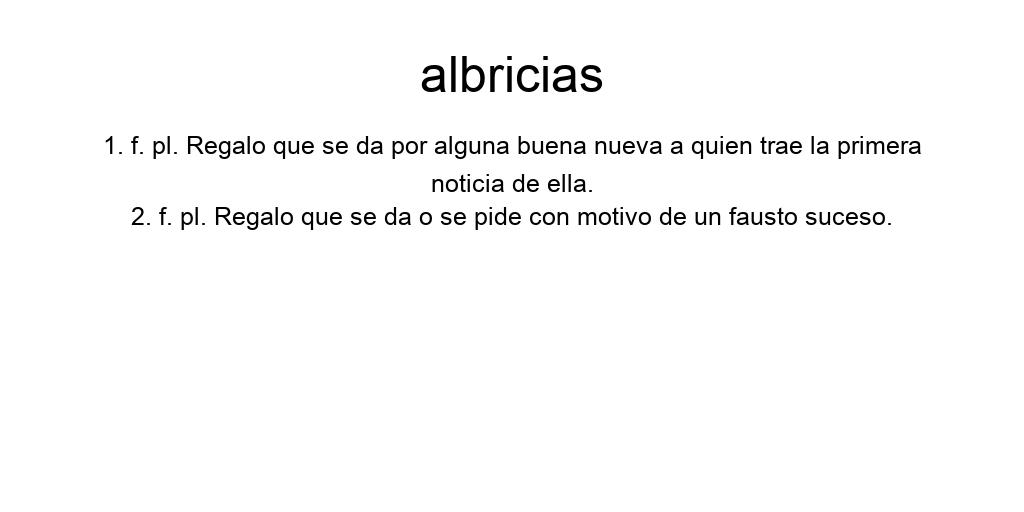 albricias
1. f. pl. Regalo que se da por alguna buena nueva a quien trae la primera
noticia de ella.
2. f. pl. Regalo que se da o se pide con motivo de un fausto suceso.